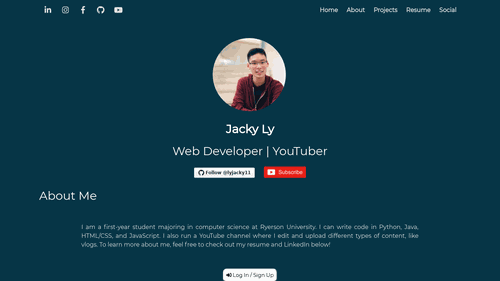 Home About Projects Resume Social
Jacky Ly
Web Developer | YouTuber
Follow @lyjacky11 Subscribe
About Me
I am a first-year student majoring in computer science at Ryerson University. I can write code in Python, Java,
HTML/CSS, and JavaScript. I also run a YouTube channel where I edit and upload different types of content, like
vlogs. To learn more about me, feel free to check out my resume and LinkedIn below!
Log In / Sign Up